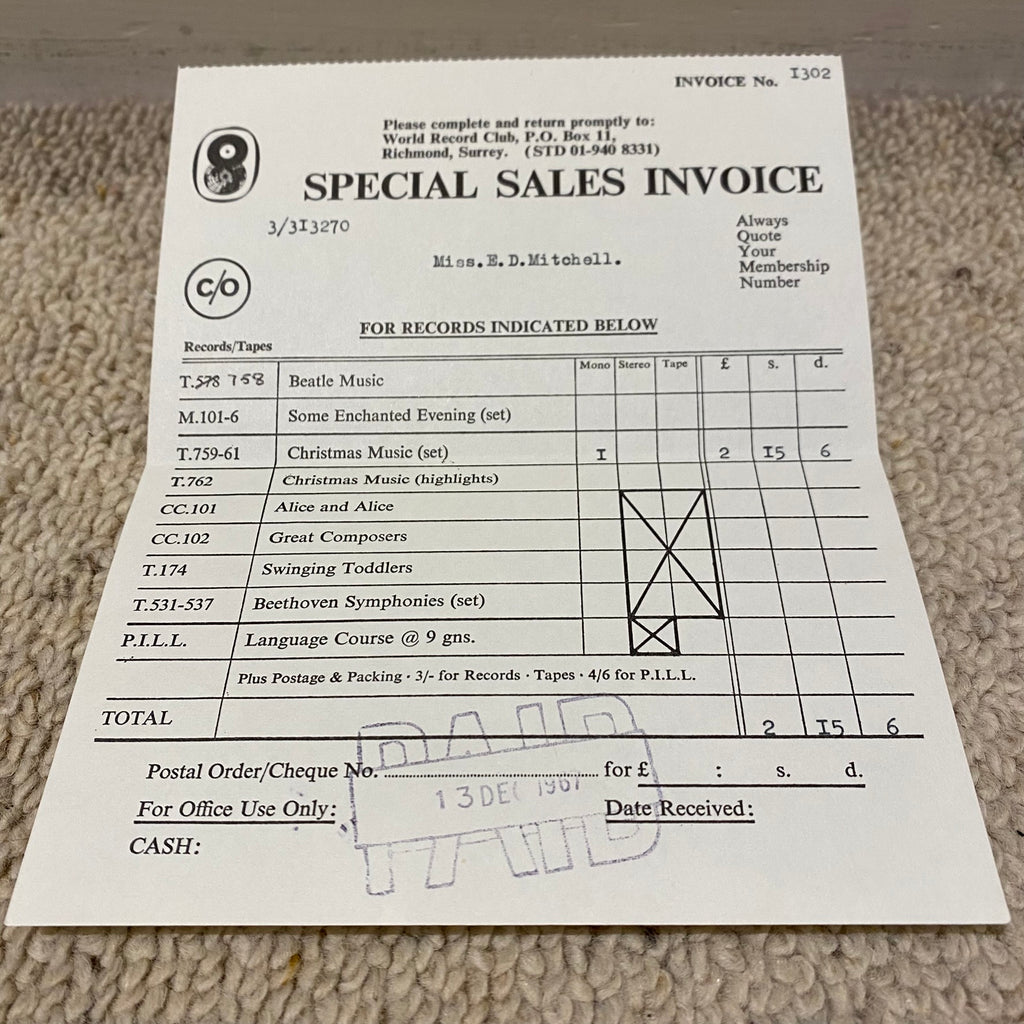 INVOICE No. I302
Please complete and return promptly to:
World Record Club, P.O. Box 11,
Richmond, Surrey. (STD 01-940 8331)
SPECIAL SALES INVOICE
3/3I3270
Always
Quote
Your
Membership
Number
Miss.E.D.Mitchell.
C/O
FOR RECORDS INDICATED BELOW
Records/Tapes
Mono Stereo Tape £ s. d.
T.578 758 Beatle Music
M.101-6 Some Enchanted Evening (set)
T.759-61 Christmas Music (set) I 2 I5 6
T.762 Christmas Music (highlights)
CC.101 Alice and Alice
CC.102 Great Composers
T.174 Swinging Toddlers
T.531-537 Beethoven Symphonies (set)
P.I.L.L. Language Course @ 9 gns.
Plus Postage & Packing · 3/- for Records · Tapes · 4/6 for P.I.L.L.
TOTAL 2 I5 6
PAID
Postal Order/Cheque No. for £ : s. d.
13 DEC 1967
For Office Use Only: Date Received:
CASH:
PAID